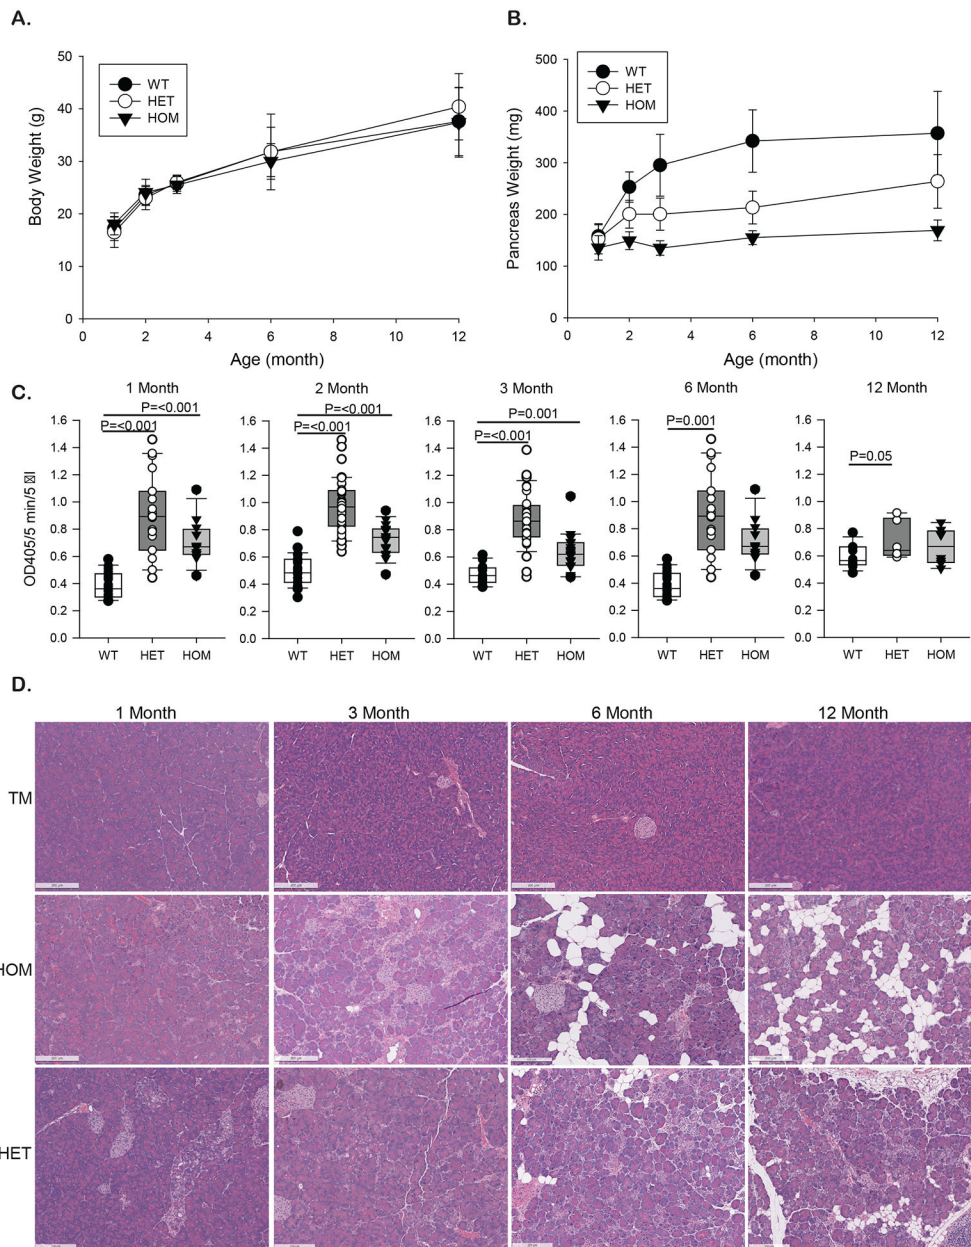 A.
B.
50
40
30
20
10
0
Body Weight (g)
WT
HET
HOM
0 2 4 6 8 10 12
Age (month)
500
400
300
200
100
0
Pancreas Weight (mg)
WT
HET
HOM
0 2 4 6 8 10 12
Age (month)
C.
1 Month
2 Month
3 Month
6 Month
12 Month
OD405/5 min/5 �l
1.6
1.4
1.2
1.0
0.8
0.6
0.4
0.2
0.0
P=<0.001
P=<0.001
WT HET HOM
1.6
1.4
1.2
1.0
0.8
0.6
0.4
0.2
0.0
P=<0.001
P=<0.001
WT HET HOM
1.6
1.4
1.2
1.0
0.8
0.6
0.4
0.2
0.0
P=0.001
P=<0.001
WT HET HOM
1.6
1.4
1.2
1.0
0.8
0.6
0.4
0.2
0.0
P=0.001
WT HET HOM
1.6
1.4
1.2
1.0
0.8
0.6
0.4
0.2
0.0
P=0.05
WT HET HOM
D.
1 Month
3 Month
6 Month
12 Month
TM
HOM
HET